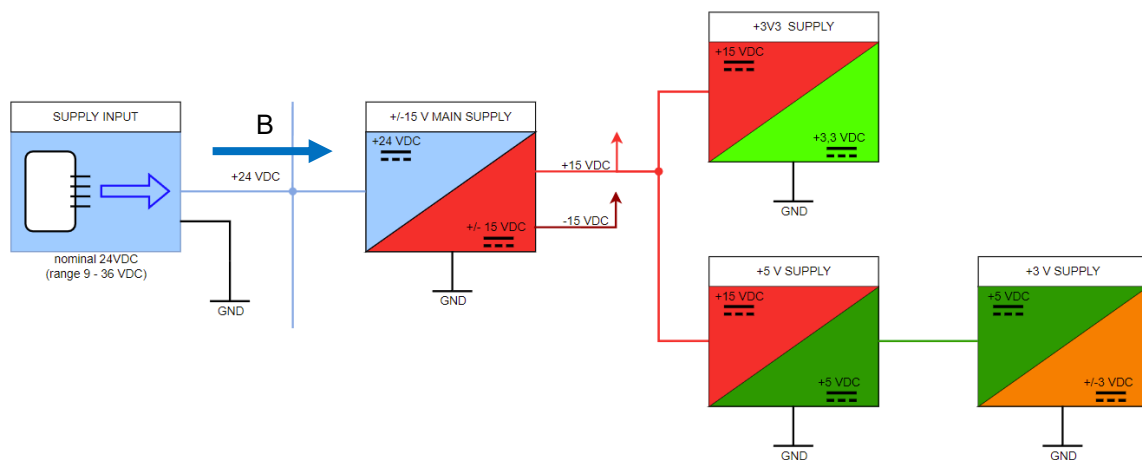 +3V3 SUPPLY
+15 VDC
+3,3 VDC
GND
SUPPLY INPUT
B
+24 VDC
nominal 24VDC
(range 9 - 36 VDC)
GND
+/-15 V MAIN SUPPLY
+24 VDC
+/- 15 VDC
GND
+15 VDC
-15 VDC
+5 V SUPPLY
+15 VDC
+5 VDC
GND
+3 V SUPPLY
+5 VDC
+/-3 VDC
GND